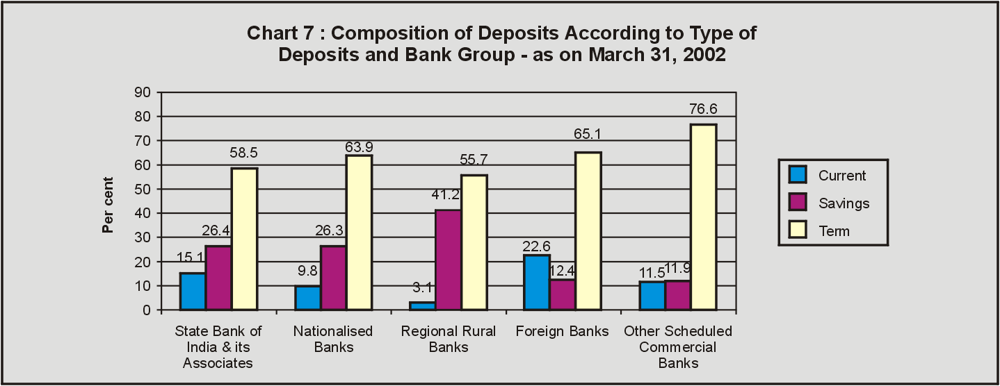 Chart 7 : Composition of Deposits According to Type of
Deposits and Bank Group - as on March 31, 2002
Per cent
90
80
70
60
50
40
30
20
10
0
15.1
26.4
58.5
9.8
26.3
63.9
3.1
41.2
55.7
22.6
12.4
65.1
11.5
11.9
76.6
State Bank of
India & its
Associates
Nationalised
Banks
Regional Rural
Banks
Foreign Banks
Other Scheduled
Commercial
Banks
Current
Savings
Term